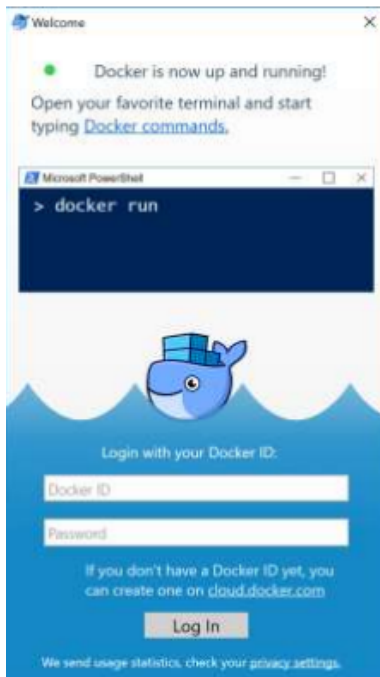 Welcome
Docker is now up and running!
Open your favorite terminal and start
typing Docker commands.
Microsoft PowerShell
> docker run
Login with your Docker ID:
Docker ID
Password
If you don't have a Docker ID yet, you
can create one on cloud.docker.com
Log In
We send usage statistics, check your privacy settings.